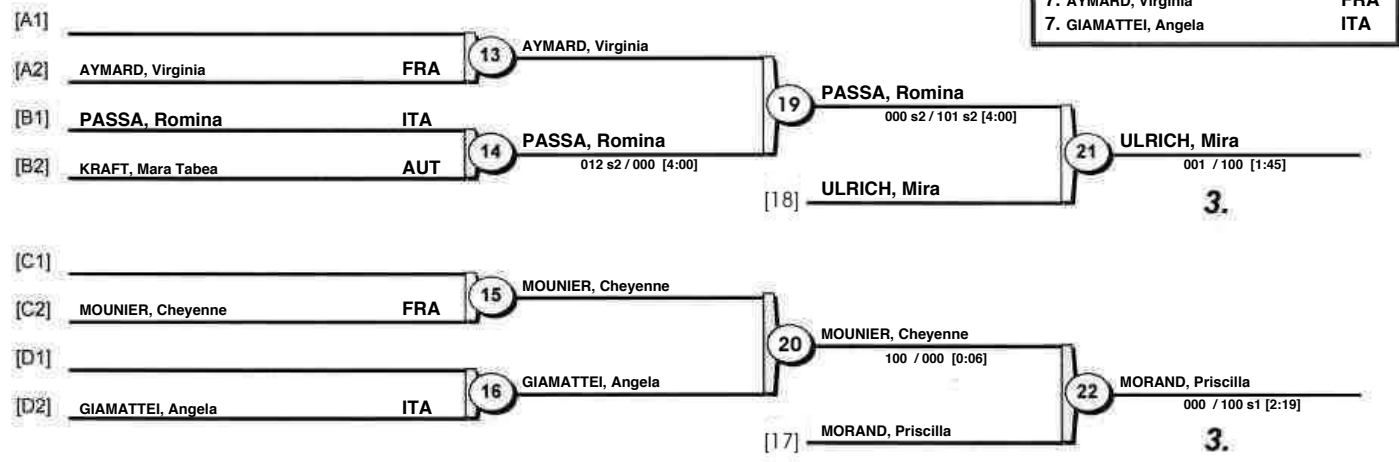 7. AYMARD, Virginia FRA
7. GIAMATTEI, Angela ITA
[A1]
13 AYMARD, Virginia
[A2] AYMARD, Virginia FRA
19 PASSA, Romina
000 s2 / 101 s2 [4:00]
[B1] PASSA, Romina ITA
14 PASSA, Romina
012 s2 / 000 [4:00]
21 ULRICH, Mira
001 / 100 [1:45]
[B2] KRAFT, Mara Tabea AUT
[18] ULRICH, Mira
3.
[C1]
15 MOUNIER, Cheyenne
[C2] MOUNIER, Cheyenne FRA
20 MOUNIER, Cheyenne
100 / 000 [0:06]
[D1]
16 GIAMATTEI, Angela
22 MORAND, Priscilla
000 / 100 s1 [2:19]
[D2] GIAMATTEI, Angela ITA
[17] MORAND, Priscilla
3.